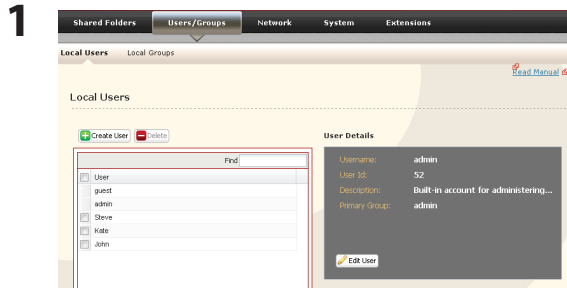 1
Shared Folders Users/Groups Network System Extensions
Local Users Local Groups
Read Manual
Local Users
Create User Delete
User Details
Find
User
guest
admin
Steve
Kate
John
Username: admin
User Id: 52
Description: Built-in account for administering...
Primary Group: admin
Edit User